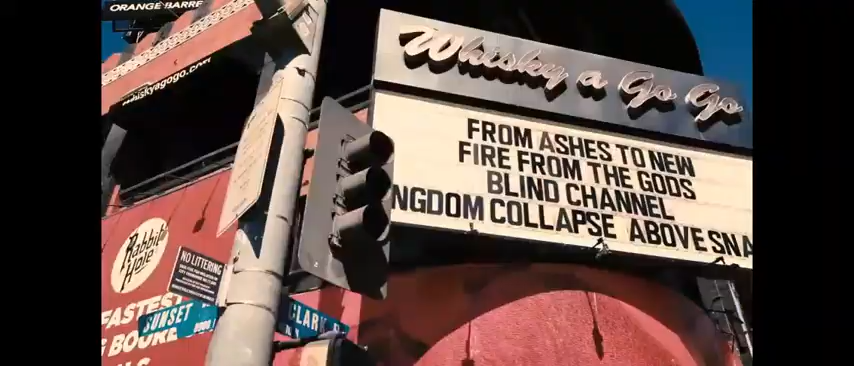 ORANGE BARRE
whiskyagogo.com
Whisky a Go Go
FROM ASHES TO NEW
FIRE FROM THE GODS
BLIND CHANNEL
NGDOM COLLAPSE ABOVE SNA
Rabbit
Hole
NO LITTERING
SUNSET
CLARK
FASTEST